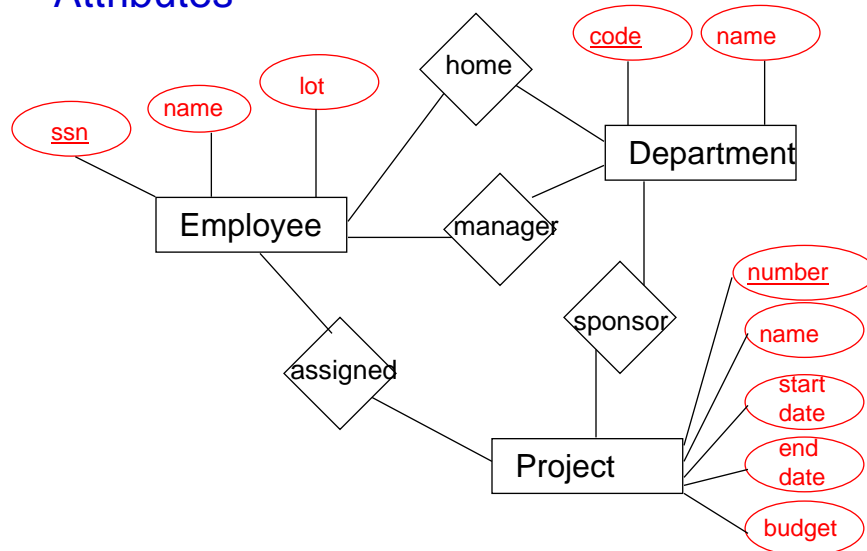 Attributes
code
name
home
lot
name
ssn
Department
Employee
manager
number
sponsor
name
assigned
start
date
end
date
Project
budget